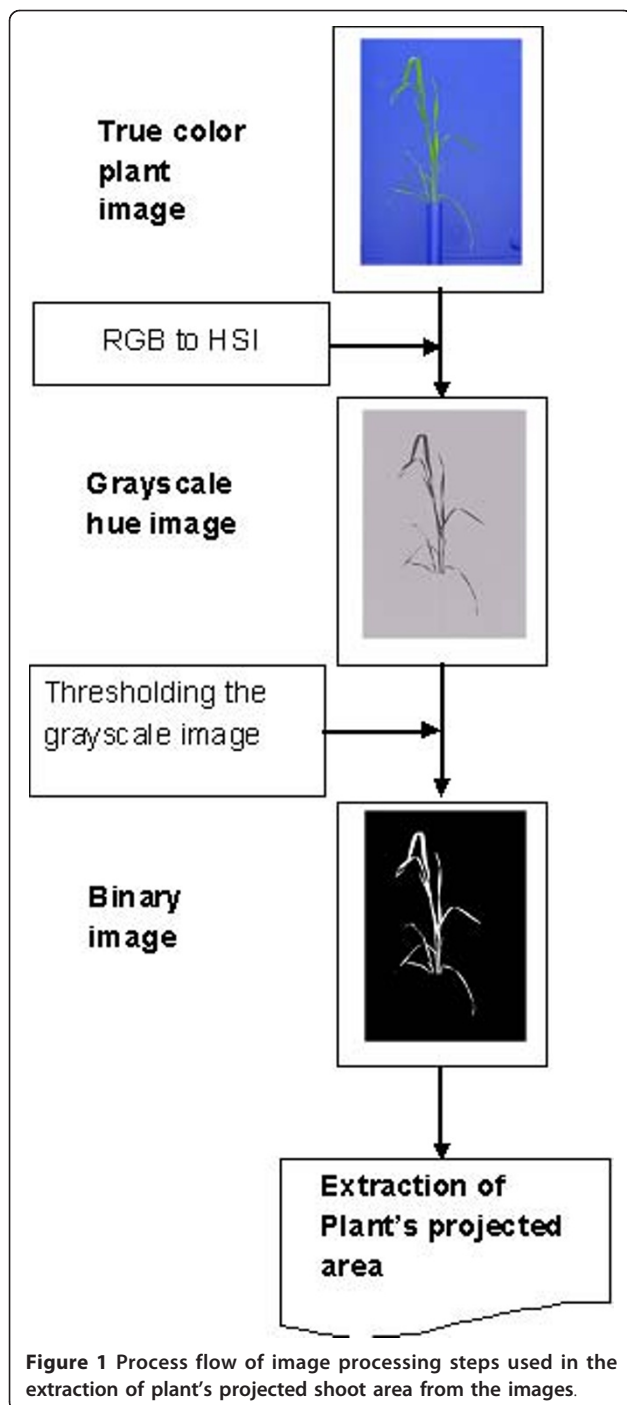 True color
plant
image
RGB to HSI
Grayscale
hue image
Thresholding the
grayscale image
Binary
image
Extraction of
Plant's projected
area
Figure 1 Process flow of image processing steps used in the
extraction of plant's projected shoot area from the images.